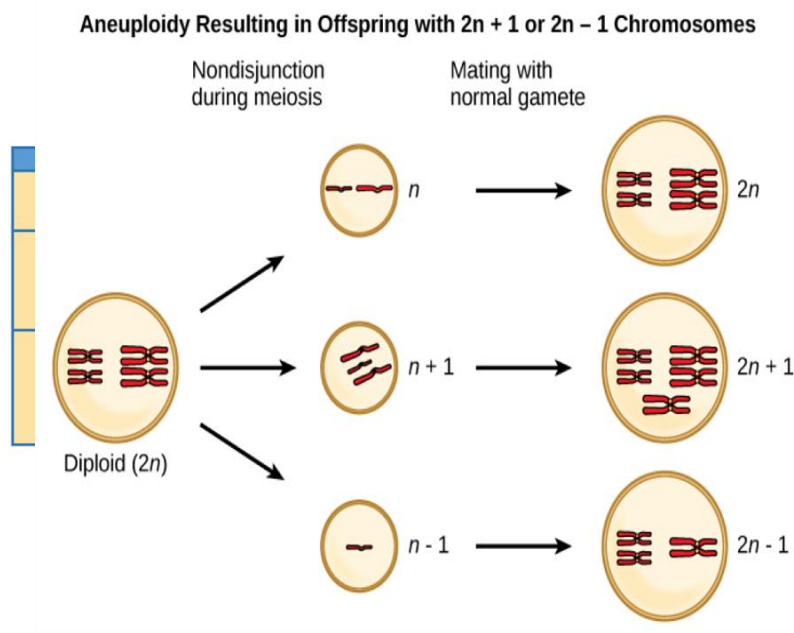 Aneuploidy Resulting in Offspring with 2n + 1 or 2n – 1 Chromosomes
Nondisjunction
during meiosis
Mating with
normal gamete
n
2n
n + 1
2n + 1
Diploid (2n)
n - 1
2n - 1